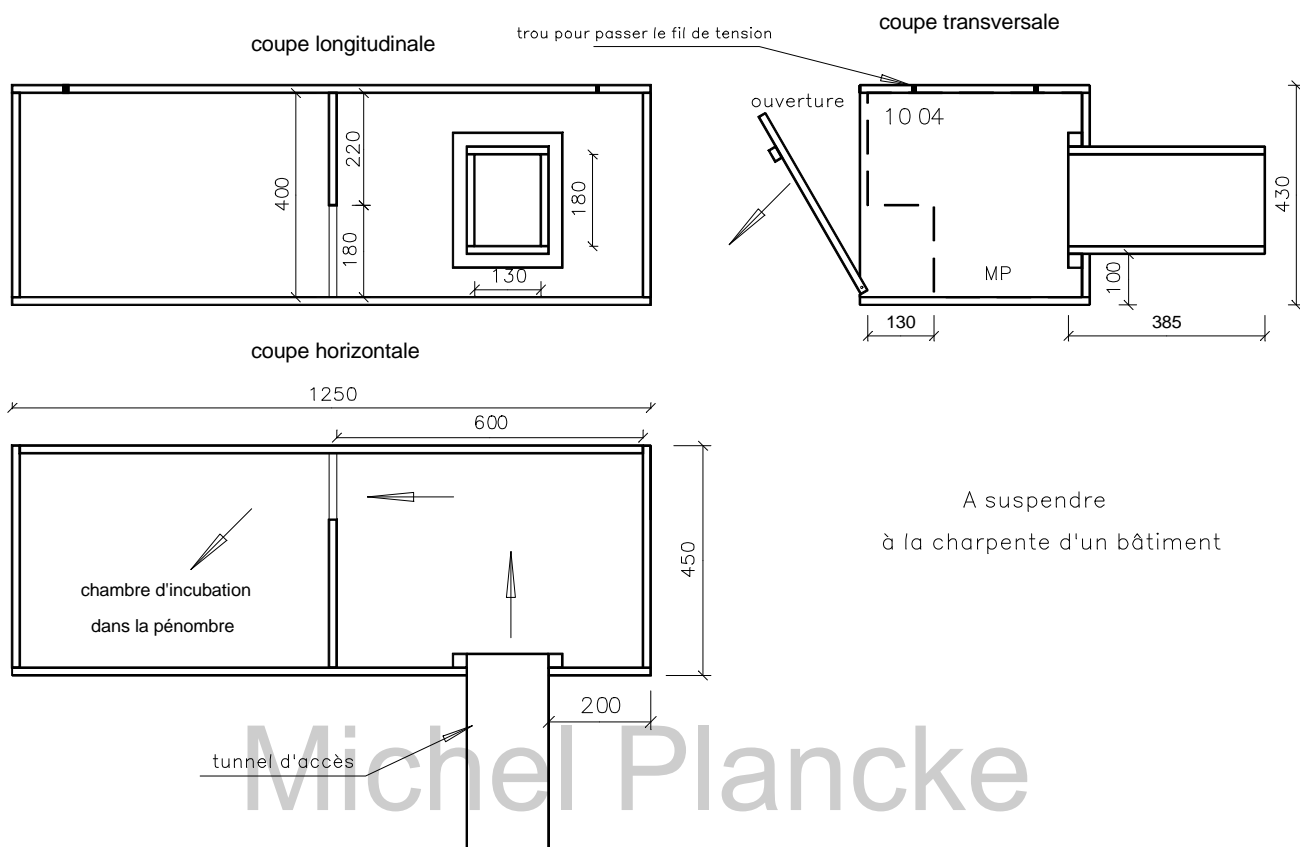 coupe longitudinale
trou pour passer le fil de tension
coupe transversale
ouverture
10 04
400
220
180
180
130
430
100
MP
130
385
coupe horizontale
1250
600
450
chambre d'incubation
dans la pénombre
A suspendre
à la charpente d'un bâtiment
200
tunnel d'accès
Michel Plancke